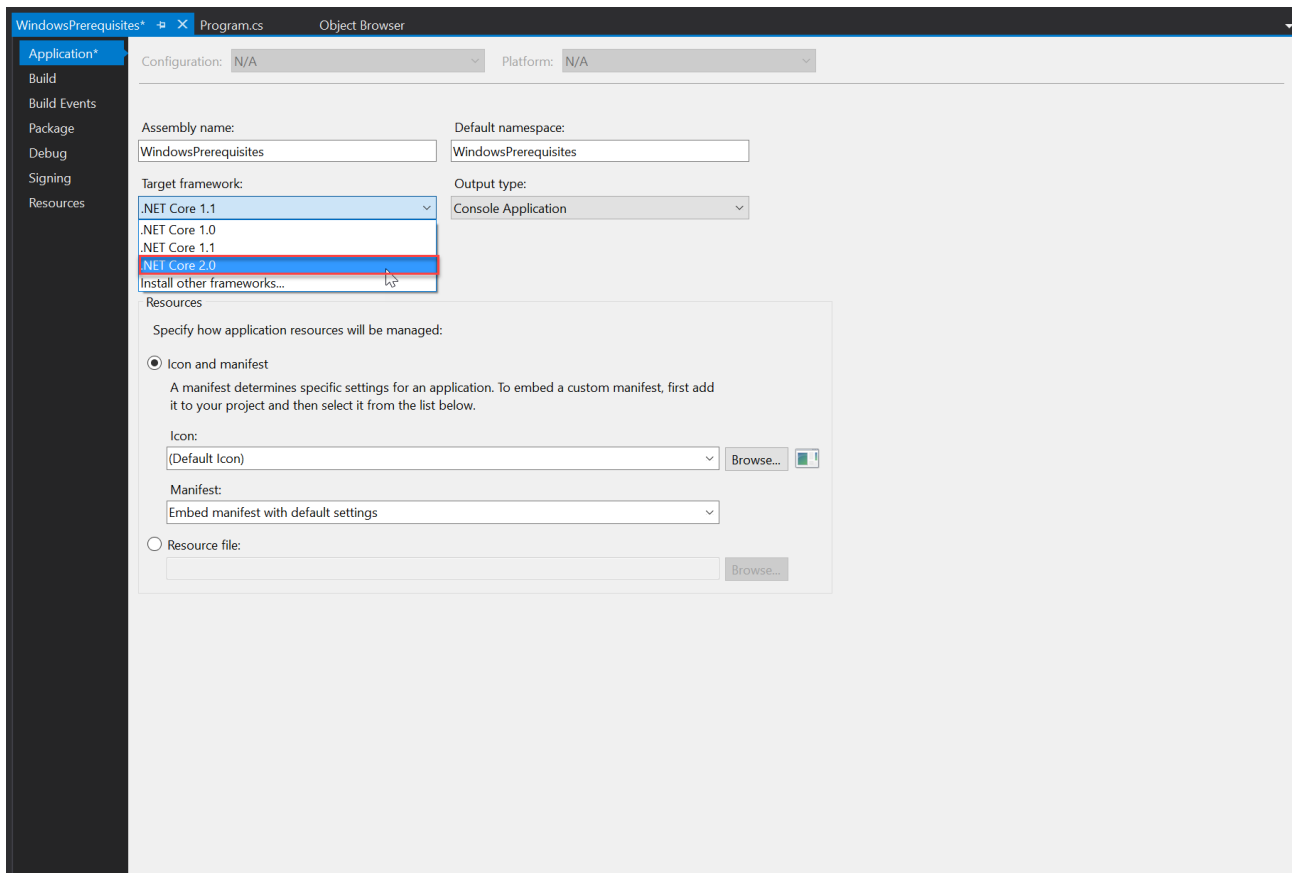 WindowsPrerequisites* Program.cs Object Browser
Application*
Build
Build Events
Package
Debug
Signing
Resources
Configuration: N/A Platform: N/A
Assembly name: Default namespace:
WindowsPrerequisites WindowsPrerequisites
Target framework: Output type:
.NET Core 1.1 Console Application
.NET Core 1.0
.NET Core 1.1
.NET Core 2.0
Install other frameworks...
Resources
Specify how application resources will be managed:
Icon and manifest
A manifest determines specific settings for an application. To embed a custom manifest, first add
it to your project and then select it from the list below.
Icon:
(Default Icon) Browse...
Manifest:
Embed manifest with default settings
Resource file:
Browse...